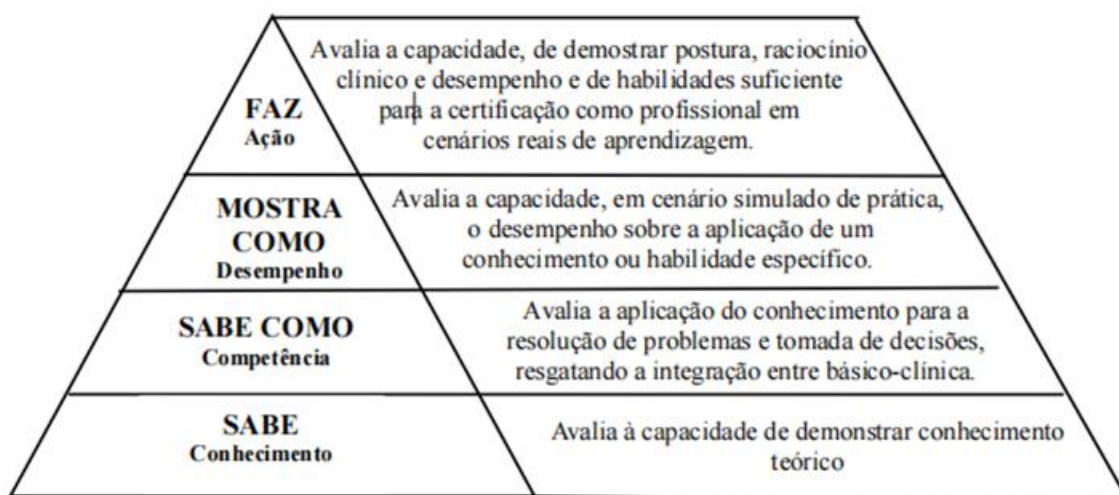 FAZ
Ação
Avalia a capacidade, de demostrar postura, raciocínio
clínico e desempenho e de habilidades suficiente
para a certificação como profissional em
cenários reais de aprendizagem.
MOSTRA
COMO
Desempenho
Avalia a capacidade, em cenário simulado de prática,
o desempenho sobre a aplicação de um
conhecimento ou habilidade específico.
SABE COMO
Competência
Avalia a aplicação do conhecimento para a
resolução de problemas e tomada de decisões,
resgatando a integração entre básico-clínica.
SABE
Conhecimento
Avalia à capacidade de demonstrar conhecimento
teórico